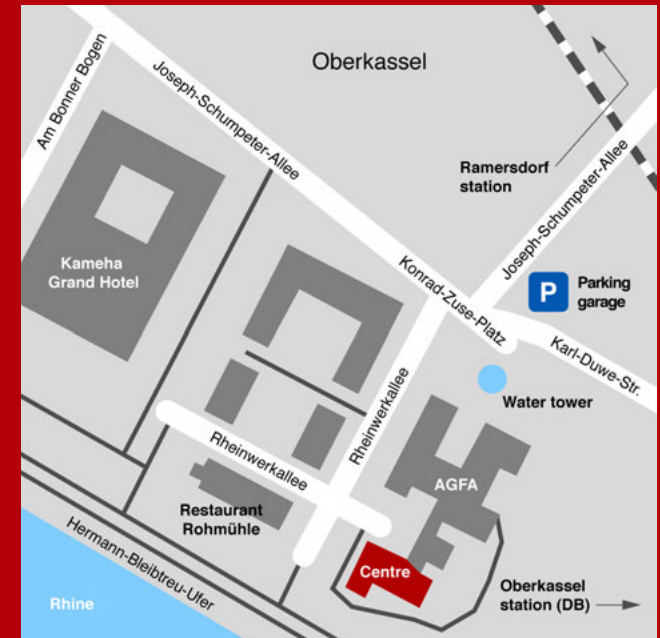 Oberkassel
Am Bonner Bogen
Joseph-Schumpeter-Allee
Ramersdorf
station
Joseph-Schumpeter-Allee
Kameha
Grand Hotel
Konrad-Zuse-Platz
P
Parking
garage
Karl-Duwe-Str.
Water tower
Rheinwerkallee
Rheinwerkallee
AGFA
Restaurant
Rohmühle
Hermann-Bleibtreu-Ufer
Centre
Oberkassel
station (DB)
Rhine